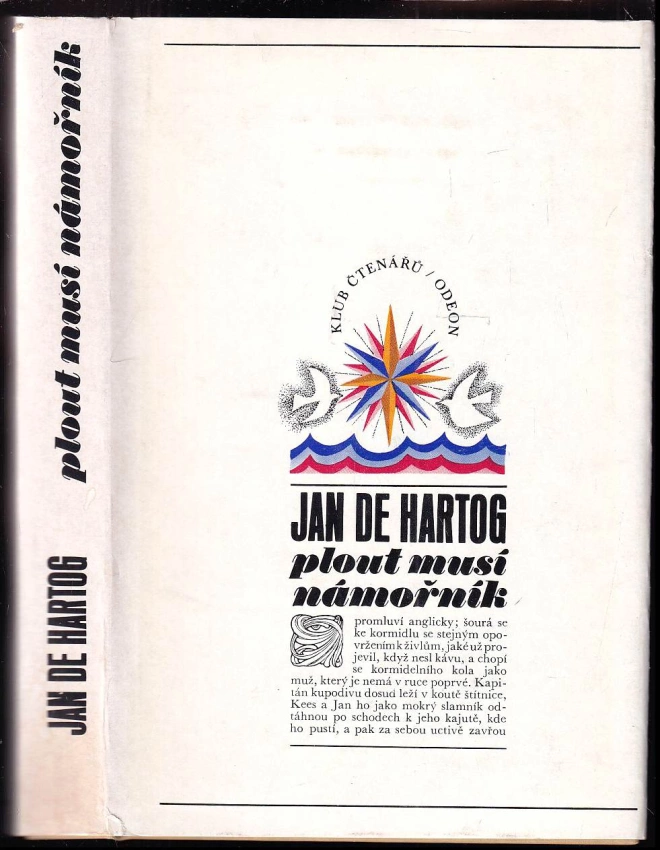 plout musí námořník
JAN DE HARTOG
KLUB ČTENÁŘŮ / ODEON
JAN DE HARTOG
plout musí
námořník
promluví anglicky; šourá se
ke kormidlu se stejným opo-
vržením k živlům, jaké už pro-
jevil, když nesl kávu, a chopí
se kormidelního kola jako
muž, který je nemá v ruce poprvé. Kapi-
tán kupodivu dosud leží v koutě štítnice,
Kees a Jan ho jako mokrý slamník od-
táhnou po schodech k jeho kajutě, kde
ho pustí, a pak za sebou uctivě zavřou